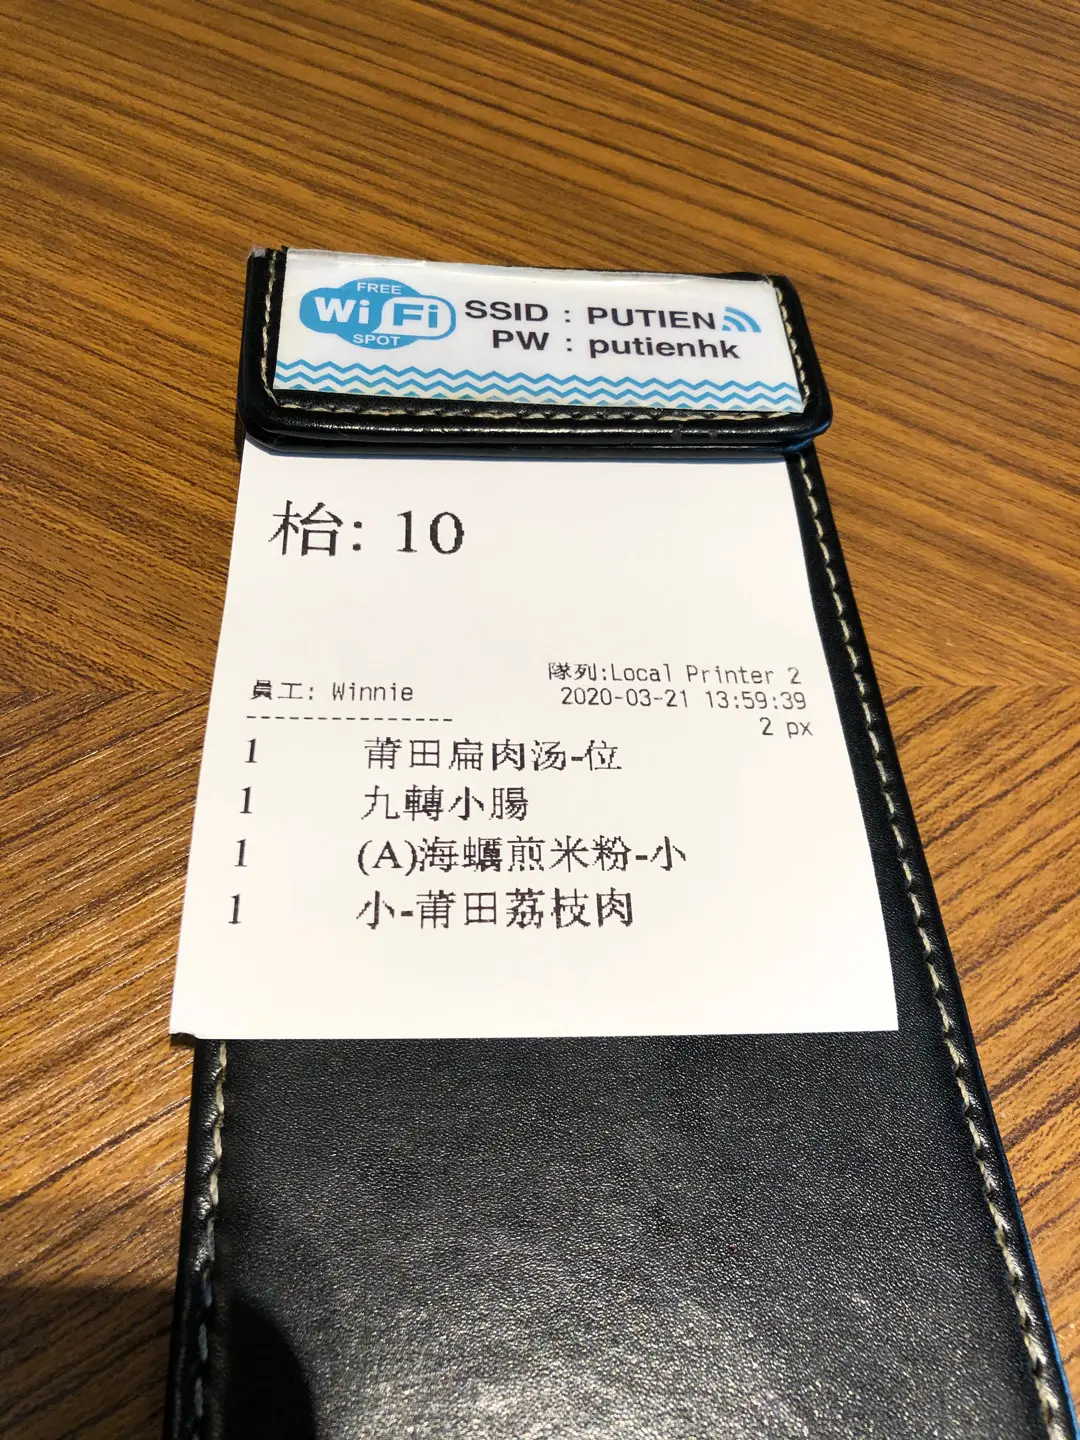 FREE
WiFi
SPOT
SSID : PUTIEN
PW : putienhk
枱: 10
隊列:Local Printer 2
員工: Winnie
2020-03-21 13:59:39
2 px
1 莆田扁肉汤-位
1 九轉小腸
1 (A)海蠣煎米粉-小
1 小-莆田荔枝肉